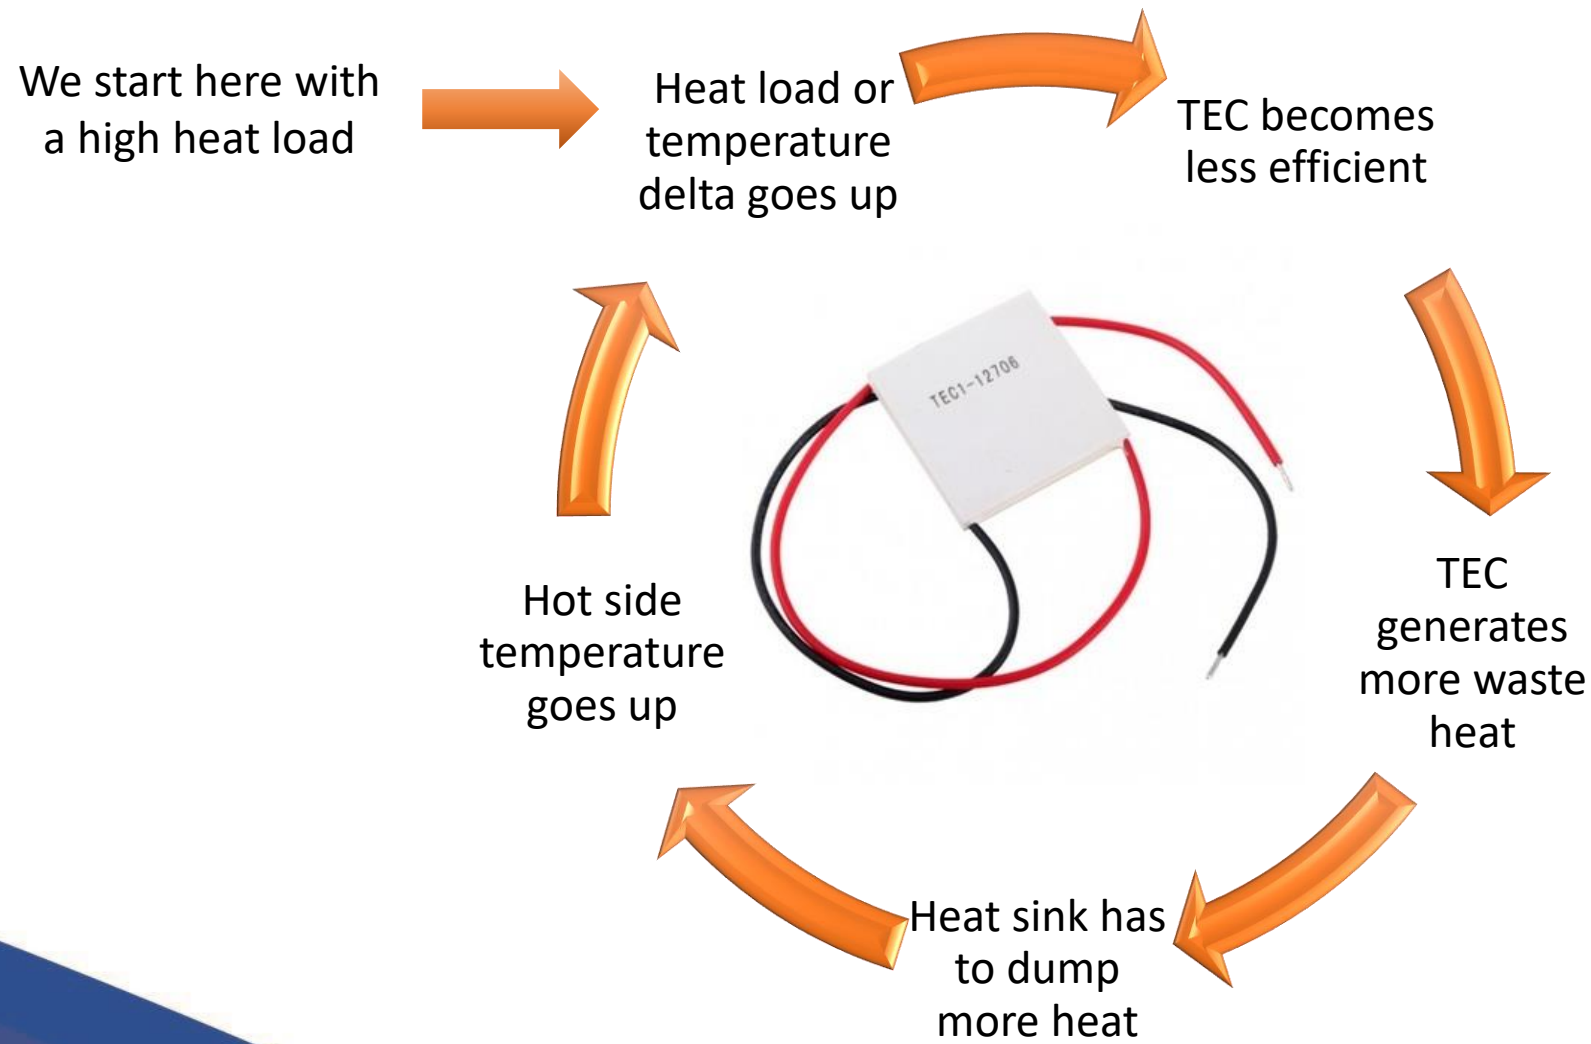 We start here with
a high heat load
Heat load or
temperature
delta goes up
TEC becomes
less efficient
TEC
generates
more waste
heat
Heat sink has
to dump
more heat
Hot side
temperature
goes up
TEC1-12706